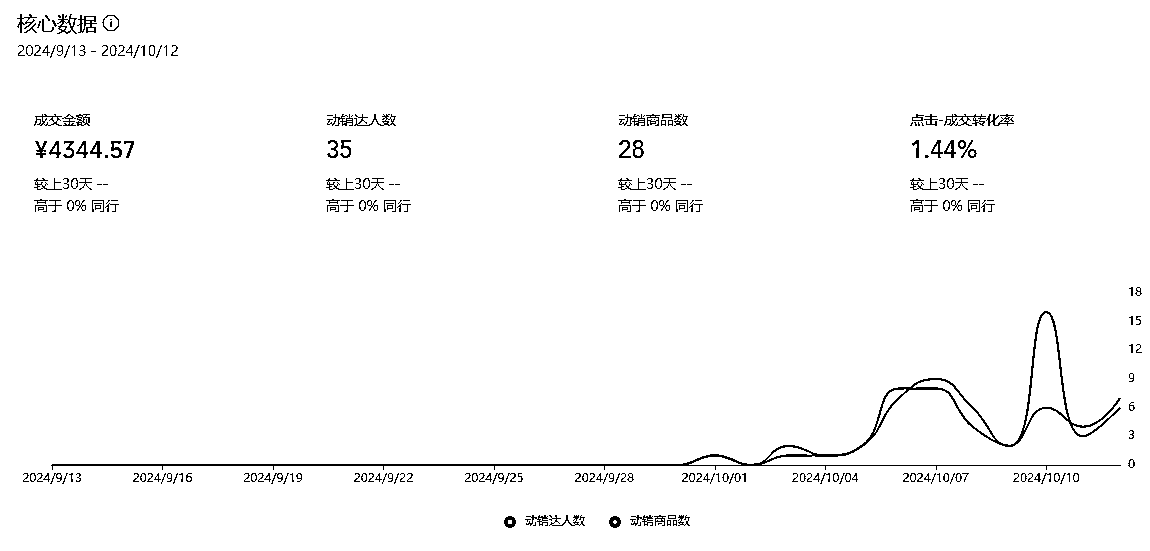 核心数据
2024/9/13 - 2024/10/12
成交金额 动销达人数 动销商品数 点击-成交转化率
¥4344.57 35 28 1.44%
较上30天 -- 较上30天 -- 较上30天 -- 较上30天 --
高于 0% 同行 高于 0% 同行 高于 0% 同行 高于 0% 同行
18
15
12
9
6
3
0
2024/9/13 2024/9/16 2024/9/19 2024/9/22 2024/9/25 2024/9/28 2024/10/01 2024/10/04 2024/10/07 2024/10/10
动销达人数 动销商品数